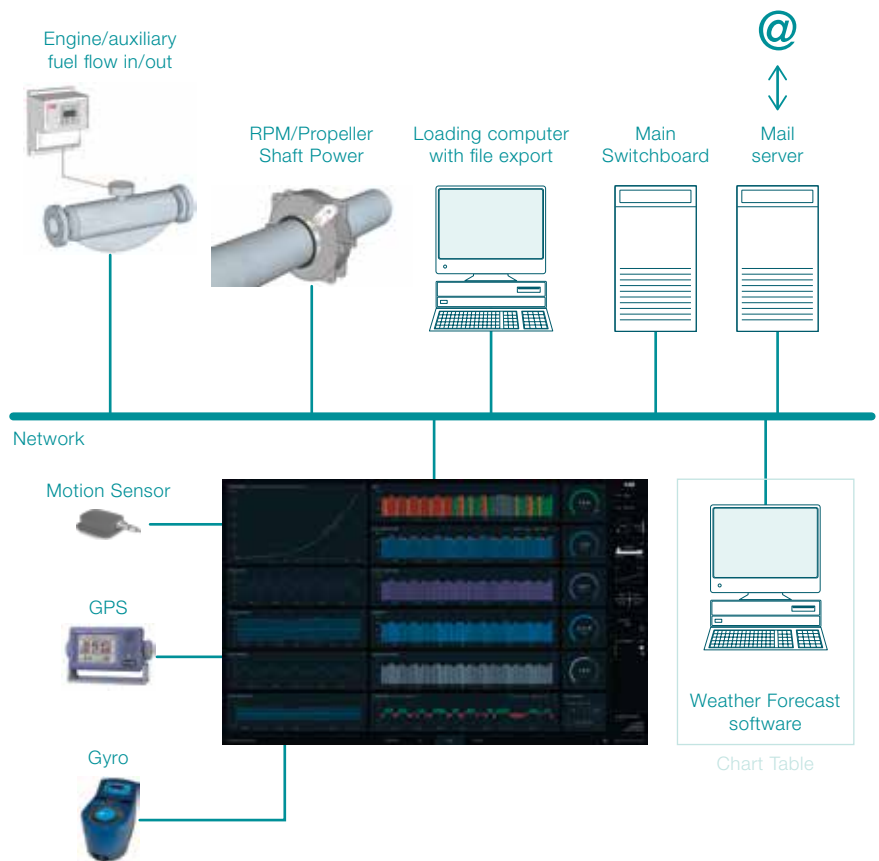 @
Engine/auxiliary
fuel flow in/out
RPM/Propeller
Shaft Power
Loading computer
with file export
Main
Switchboard
Mail
server
Network
Motion Sensor
GPS
Gyro
Weather Forecast
software
Chart Table